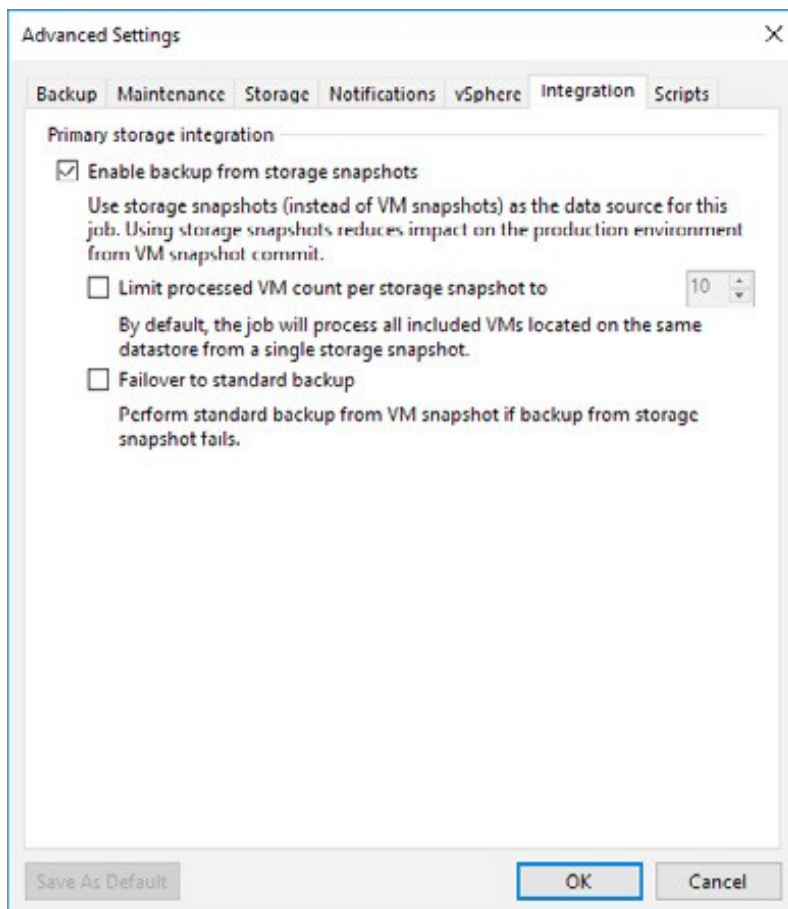 Advanced Settings
Backup Maintenance Storage Notifications vSphere Integration Scripts
Primary storage integration
Enable backup from storage snapshots
Use storage snapshots (instead of VM snapshots) as the data source for this
job. Using storage snapshots reduces impact on the production environment
from VM snapshot commit.
Limit processed VM count per storage snapshot to 10
By default, the job will process all included VMs located on the same
datastore from a single storage snapshot.
Failover to standard backup
Perform standard backup from VM snapshot if backup from storage
snapshot fails.
Save As Default OK Cancel